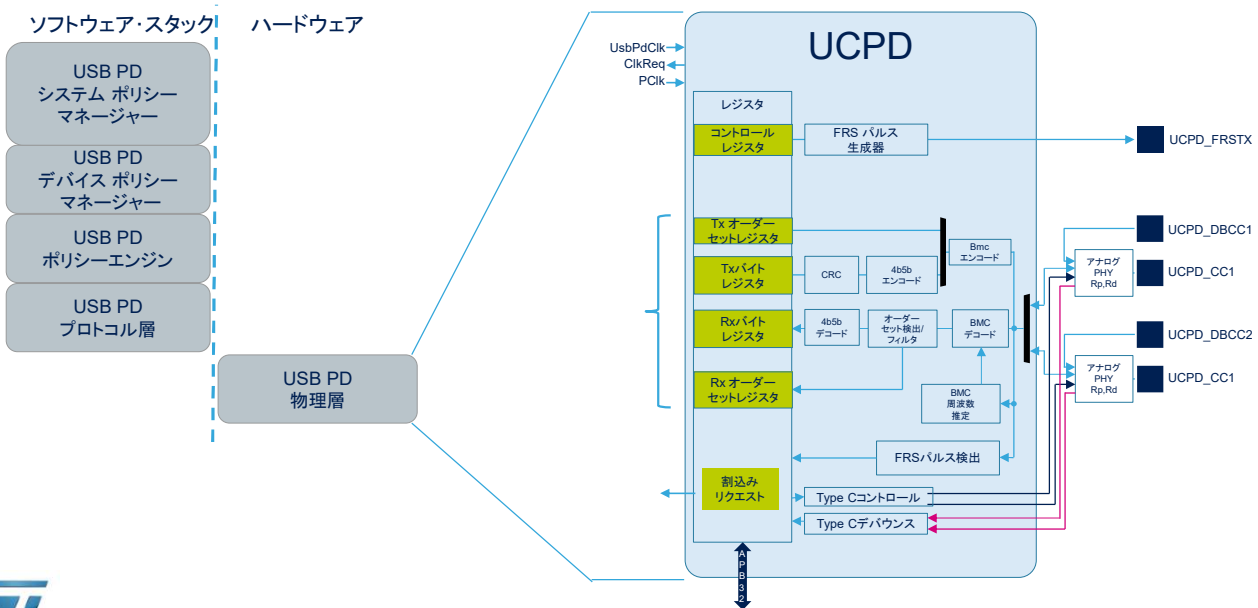 ソフトウェア・スタック
ハードウェア
USB PD
システム ポリシー
マネージャー
USB PD
デバイス ポリシー
マネージャー
USB PD
ポリシーエンジン
USB PD
プロトコル層
USB PD
物理層
UCPD
UsbPdClk
ClkReq
PClk
レジスタ
コントロール
レジスタ
FRS パルス
生成器
UCPD_FRSTX
Tx オーダー
セットレジスタ
Bmc
エンコード
Txバイト
レジスタ
CRC
4b5b
エンコード
UCPD_DBCC1
アナログ
PHY
Rp,Rd
UCPD_CC1
Rxバイト
レジスタ
4b5b
デコード
オーダー
セット検出/
フィルタ
BMC
デコード
UCPD_DBCC2
アナログ
PHY
Rp,Rd
UCPD_CC1
Rx オーダー
セットレジスタ
BMC
周波数
推定
FRSパルス検出
割込み
リクエスト
Type Cコントロール
Type Cデバウンス
APB32